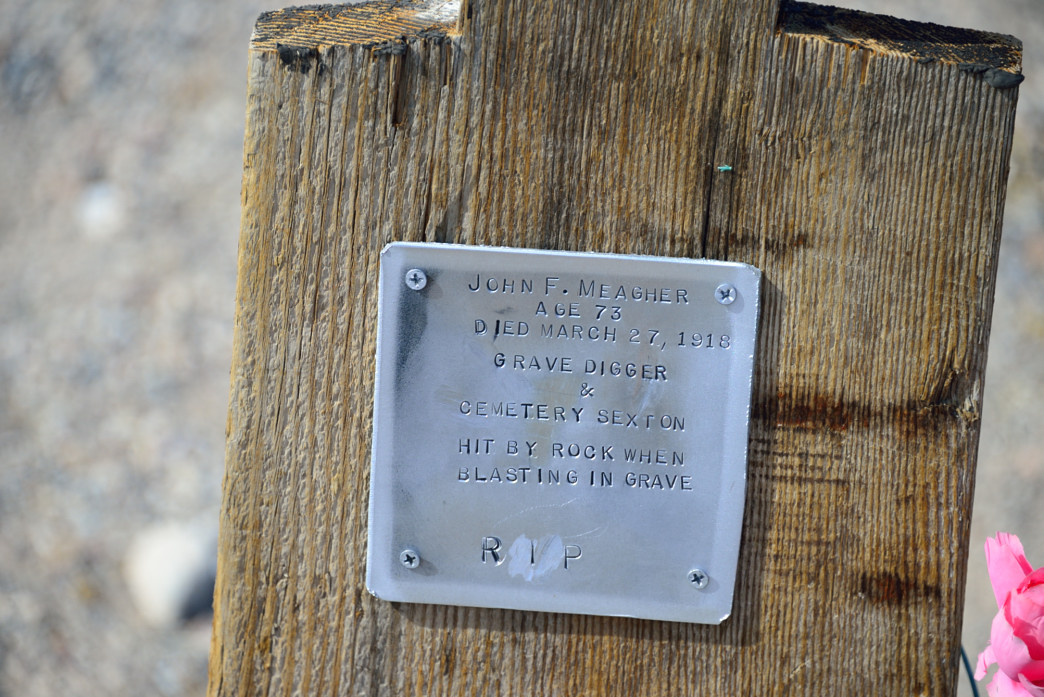 JOHN F. MEAGHER
AGE 73
DIED MARCH 27, 1918
GRAVE DIGGER
&
CEMETERY SEXTON
HIT BY ROCK WHEN
BLASTING IN GRAVE
R I P